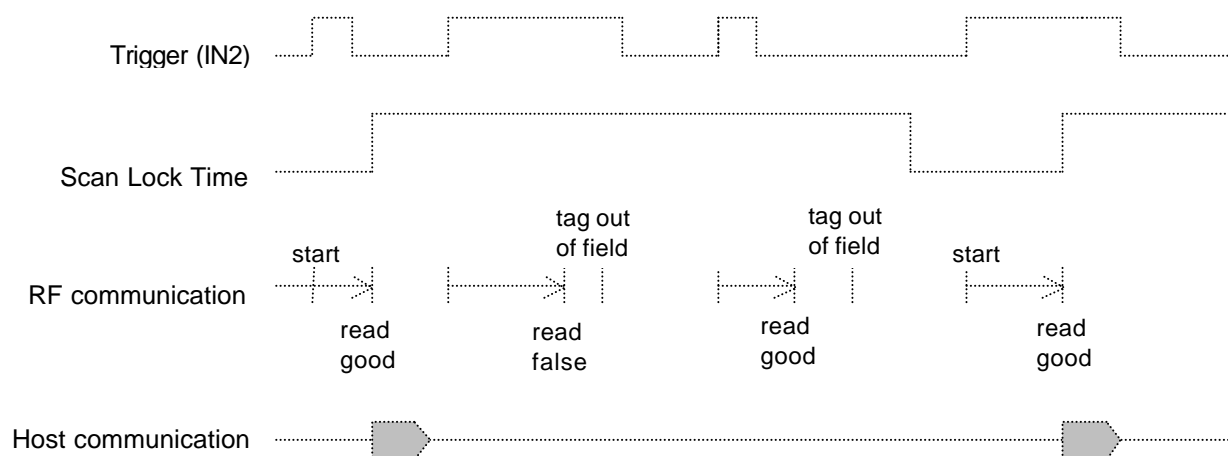 Trigger (IN2)
Scan Lock Time
tag out
of field
tag out
of field
start
start
RF communication
read
good
read
false
read
good
read
good
Host communication